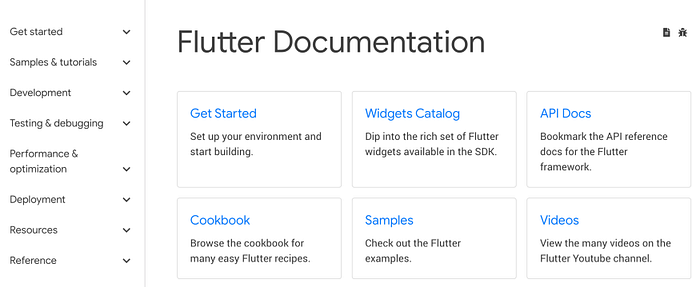 Get started
Samples & tutorials
Development
Testing & debugging
Performance &
optimization
Deployment
Resources
Reference
Flutter Documentation
Get Started
Set up your environment and
start building.
Widgets Catalog
Dip into the rich set of Flutter
widgets available in the SDK.
API Docs
Bookmark the API reference
docs for the Flutter
framework.
Cookbook
Browse the cookbook for
many easy Flutter recipes.
Samples
Check out the Flutter
examples.
Videos
View the many videos on the
Flutter Youtube channel.